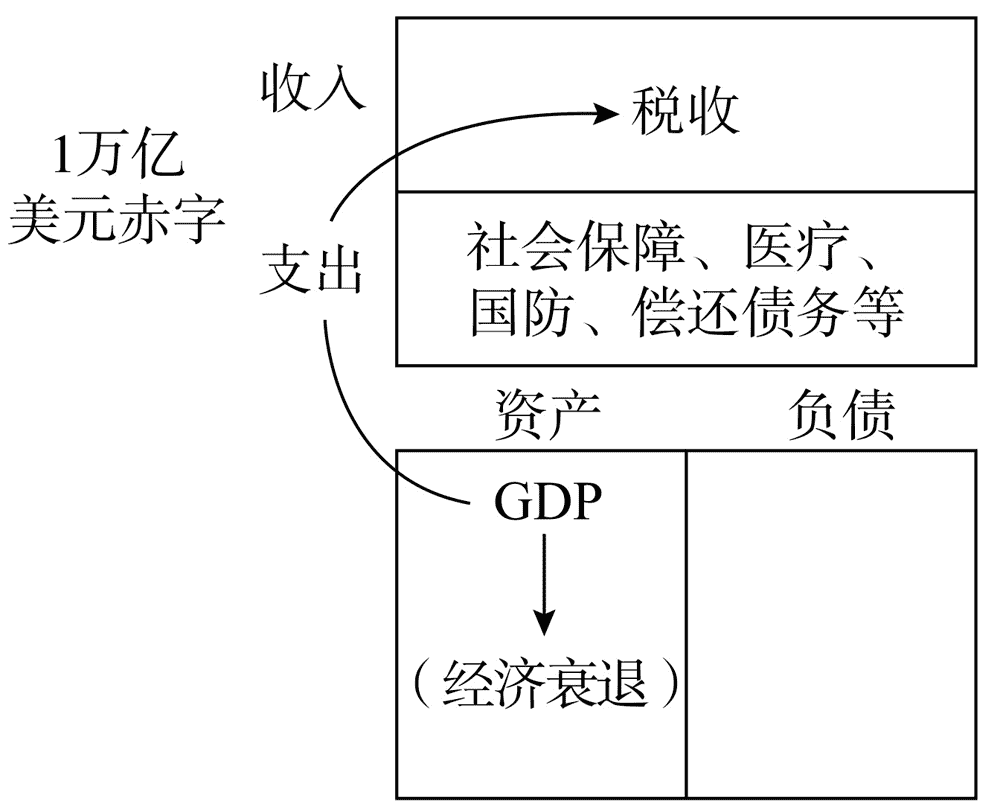 收入
税收
1万亿
美元赤字
支出
社会保障、医疗、
国防、偿还债务等
资产
负债
GDP
（经济衰退）